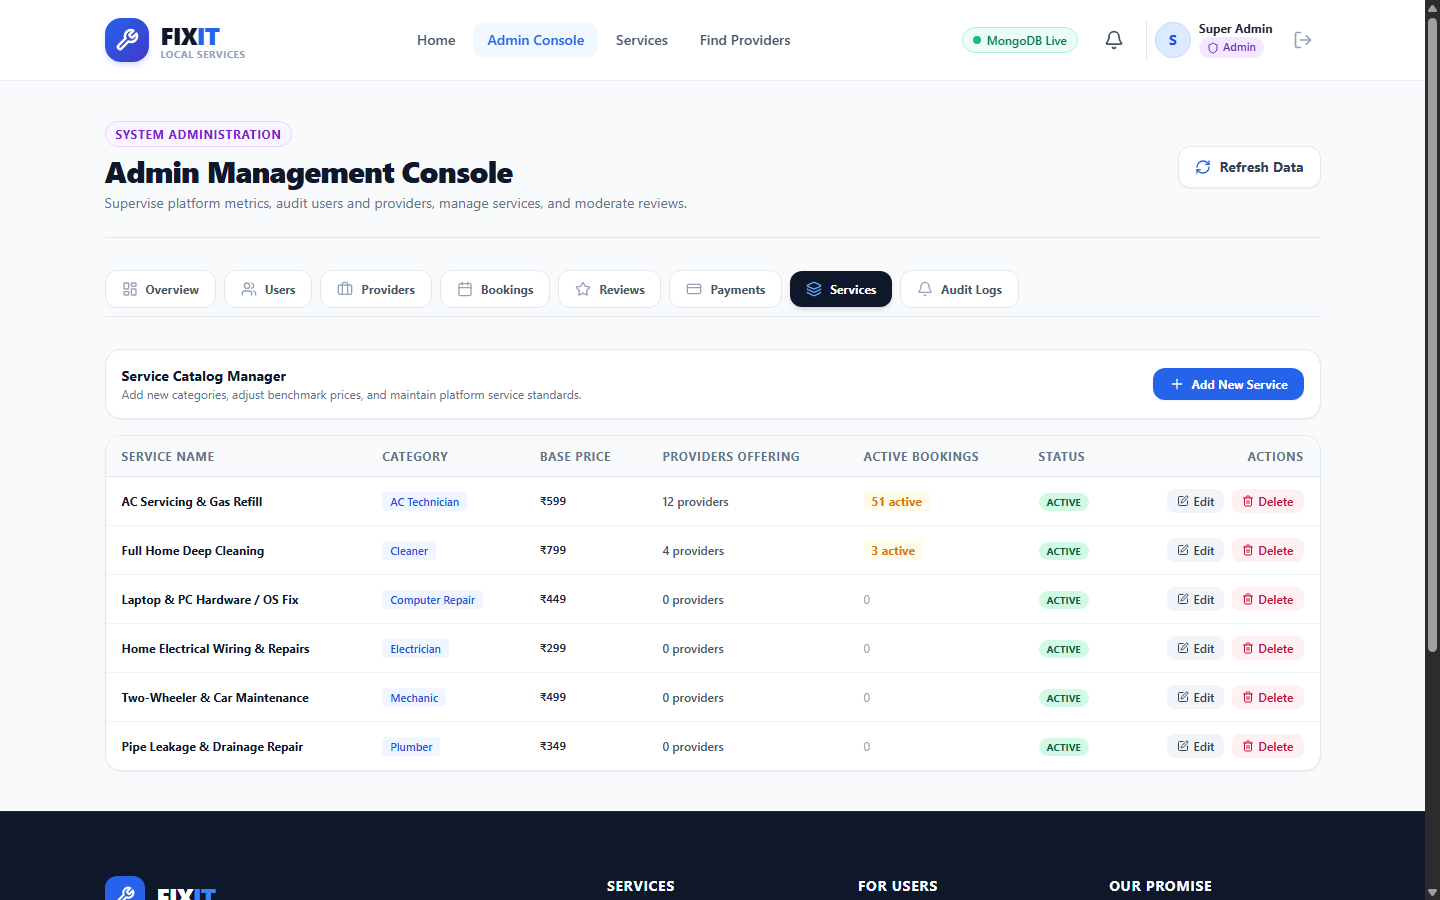 FIXIT
LOCAL SERVICES
Home
Admin Console
Services
Find Providers
MongoDB Live
S
Super Admin
Admin
SYSTEM ADMINISTRATION
Admin Management Console
Supervise platform metrics, audit users and providers, manage services, and moderate reviews.
Refresh Data
Overview
Users
Providers
Bookings
Reviews
Payments
Services
Audit Logs
Service Catalog Manager
Add new categories, adjust benchmark prices, and maintain platform service standards.
Add New Service
SERVICE NAME CATEGORY BASE PRICE PROVIDERS OFFERING ACTIVE BOOKINGS STATUS ACTIONS
AC Servicing & Gas Refill AC Technician ₹599 12 providers 51 active ACTIVE Edit Delete
Full Home Deep Cleaning Cleaner ₹799 4 providers 3 active ACTIVE Edit Delete
Laptop & PC Hardware / OS Fix Computer Repair ₹449 0 providers 0 ACTIVE Edit Delete
Home Electrical Wiring & Repairs Electrician ₹299 0 providers 0 ACTIVE Edit Delete
Two-Wheeler & Car Maintenance Mechanic ₹499 0 providers 0 ACTIVE Edit Delete
Pipe Leakage & Drainage Repair Plumber ₹349 0 providers 0 ACTIVE Edit Delete
FIXIT
SERVICES
FOR USERS
OUR PROMISE